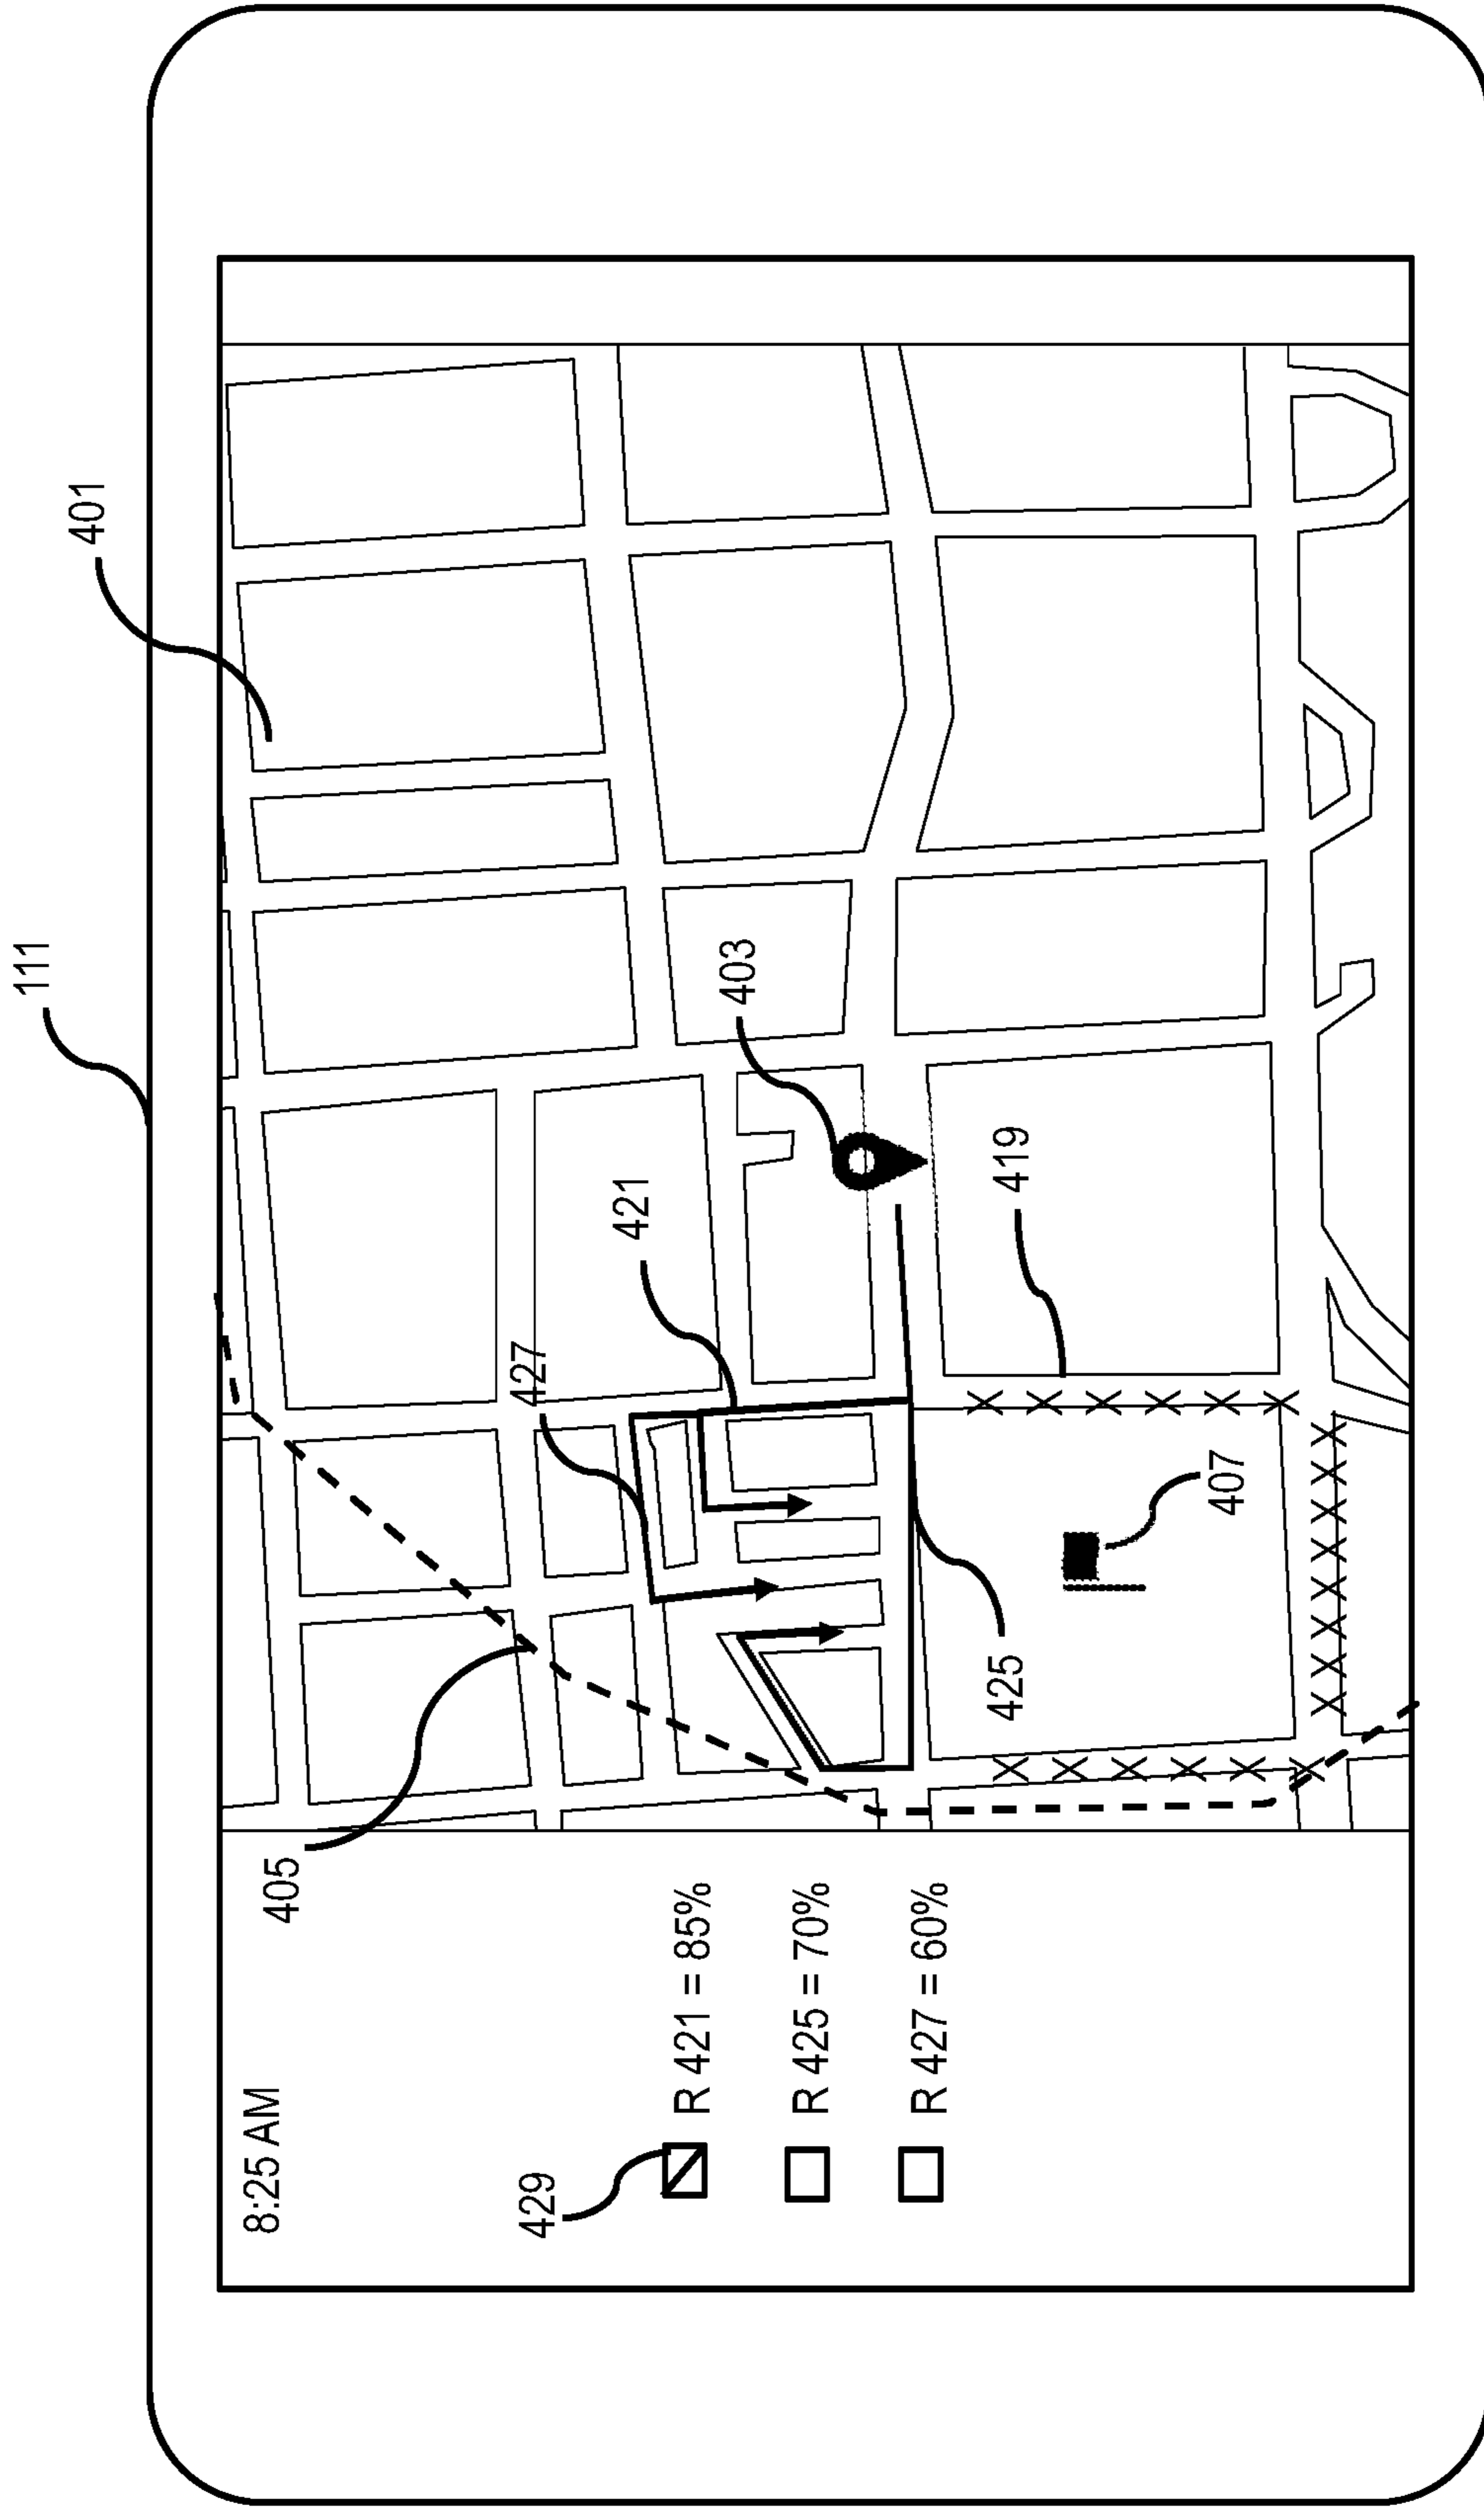 111
401
403
421
427
419
407
425
405
8:25 AM
429
R 421 = 85%
R 425 = 70%
R 427 = 60%
X X X X X X
X X X X X X X X
X X X X X X